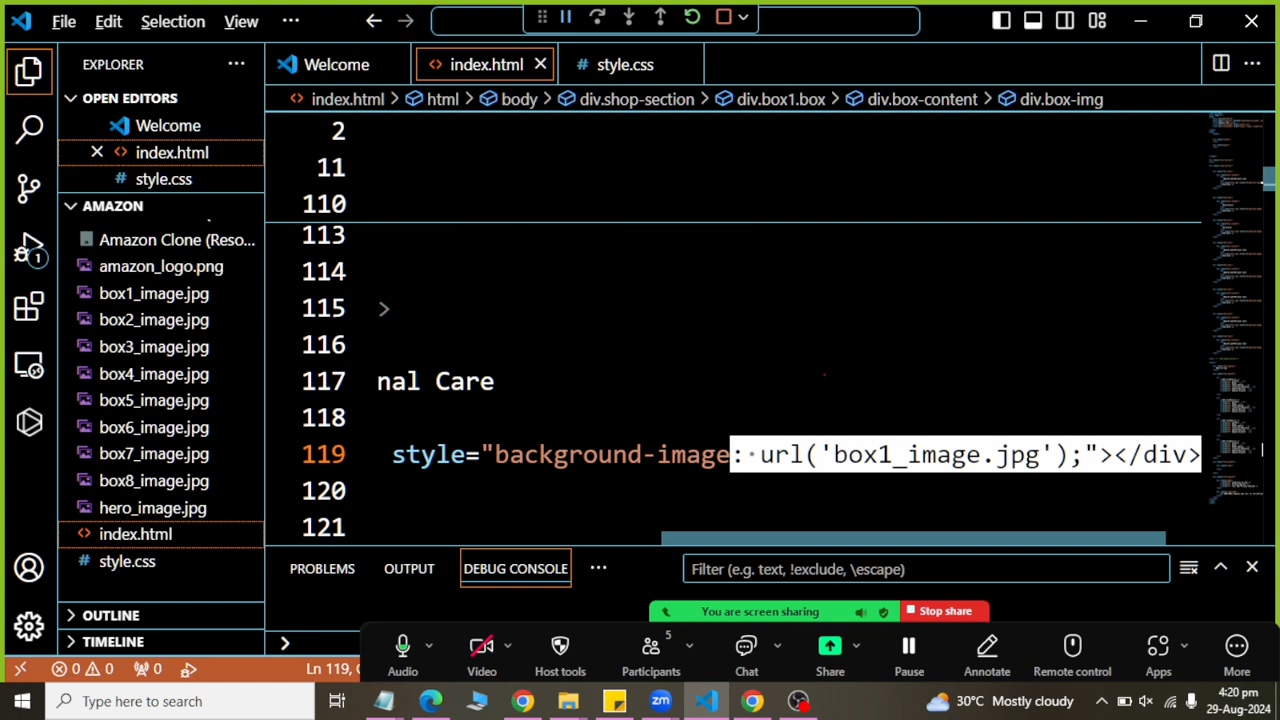 File Edit Selection View ···
EXPLORER ···
OPEN EDITORS
Welcome
index.html
style.css
AMAZON
Amazon Clone (Reso...
amazon_logo.png
box1_image.jpg
box2_image.jpg
box3_image.jpg
box4_image.jpg
box5_image.jpg
box6_image.jpg
box7_image.jpg
box8_image.jpg
hero_image.jpg
index.html
style.css
OUTLINE
TIMELINE
1
Welcome index.html style.css
index.html > html > body > div.shop-section > div.box1.box > div.box-content > div.box-img
2
11
110
113
114
115 >
116
117 nal Care
118
119 style="background-image: url('box1_image.jpg');"></div>
120
121
PROBLEMS OUTPUT DEBUG CONSOLE ··· Filter (e.g. text, !exclude, \escape)
You are screen sharing Stop share
5
Audio Video Host tools Participants Chat Share Pause Annotate Remote control Apps More
0 0 0 Ln 119, C
Type here to search
zm
30°C Mostly cloudy
4:20 pm
29-Aug-2024